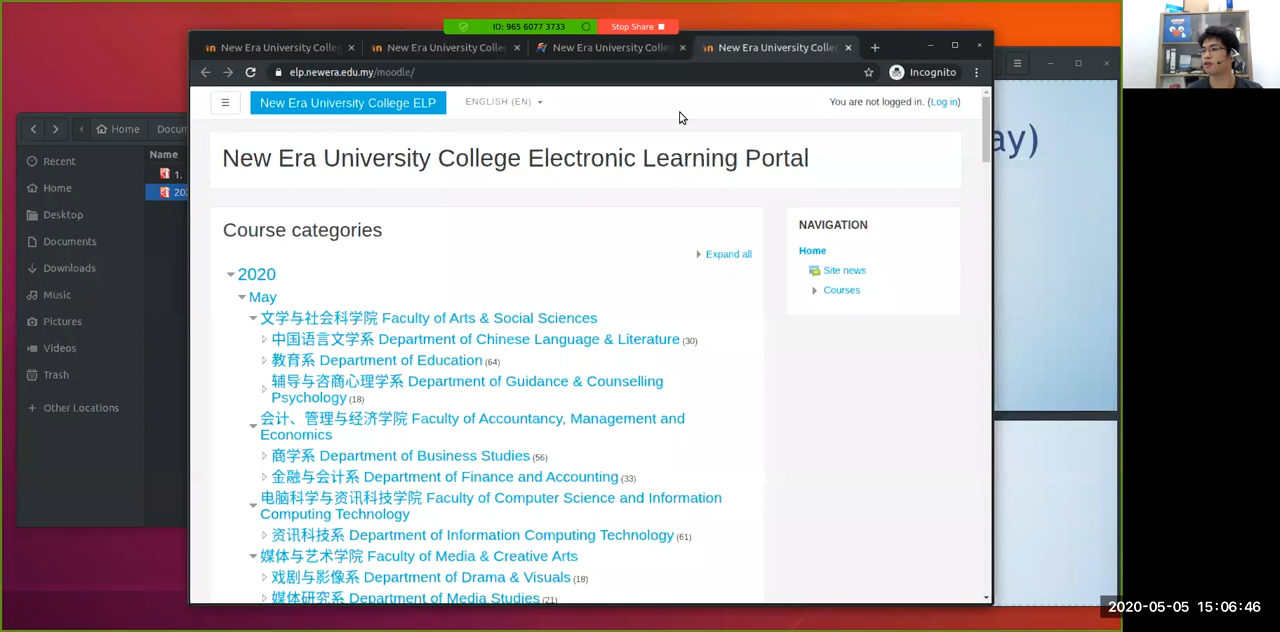 ID: 965 6077 3733
Stop Share
New Era University Colleg
New Era University Colleg
New Era University College
New Era University College
elp.newera.edu.my/moodle/
Incognito
New Era University College ELP
ENGLISH (EN)
You are not logged in. (Log in)
New Era University College Electronic Learning Portal
Course categories
Expall all
2020
May
文学与社会科学院 Faculty of Arts & Social Sciences
中国语言文学系 Department of Chinese Language & Literature (30)
教育系 Department of Education (64)
辅导与咨商心理学系 Department of Guidance & Counselling
Psychology (18)
会计、管理与经济学院 Faculty of Accountancy, Management and
Economics
商学系 Department of Business Studies (56)
金融与会计系 Department of Finance and Accounting (33)
电脑科学与资讯科技学院 Faculty of Computer Science and Information
Computing Technology
资讯科技系 Department of Information Computing Technology (61)
媒体与艺术学院 Faculty of Media & Creative Arts
戏剧与影像系 Department of Drama & Visuals (18)
媒体研究系 Department of Media Studies (21)
NAVIGATION
Home
Site news
Courses
Home
Docum
Recent
Home
Desktop
Documents
Downloads
Music
Pictures
Videos
Trash
Other Locations
Name
1.
20
ay)
2020-05-05 15:06:46